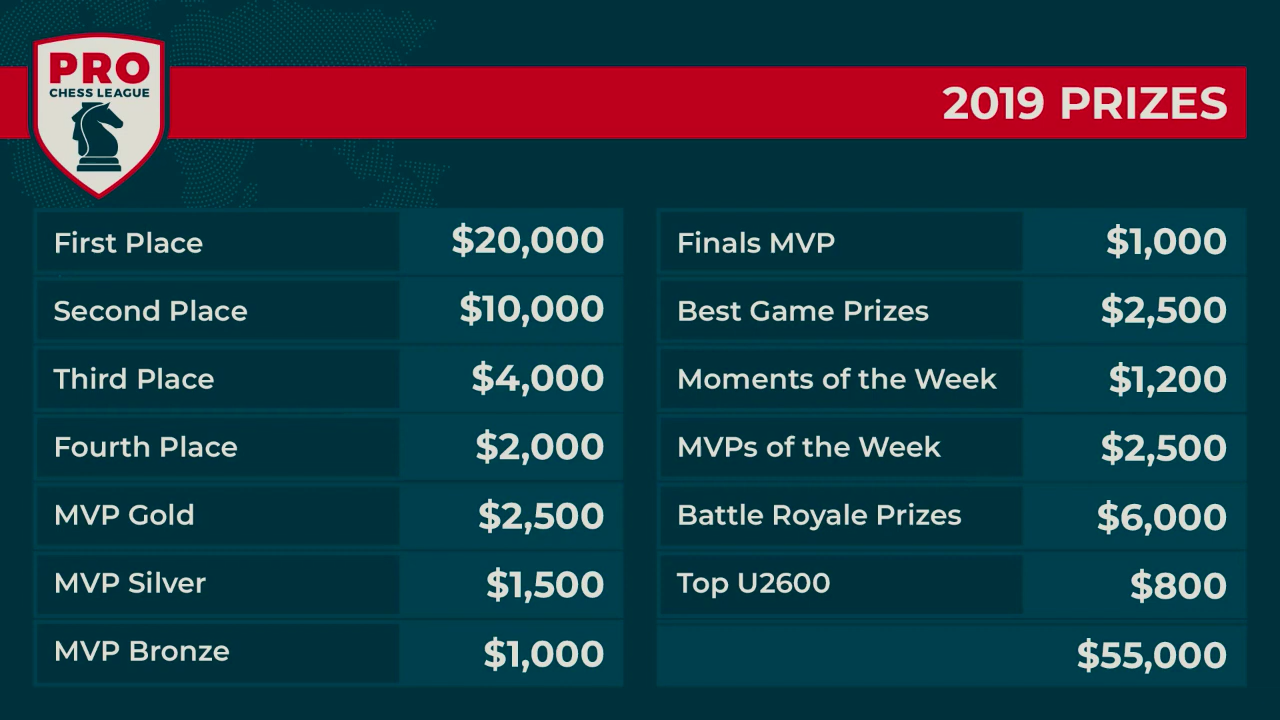 PRO
CHESS LEAGUE
2019 PRIZES
First Place $20,000
Second Place $10,000
Third Place $4,000
Fourth Place $2,000
MVP Gold $2,500
MVP Silver $1,500
MVP Bronze $1,000
Finals MVP $1,000
Best Game Prizes $2,500
Moments of the Week $1,200
MVPs of the Week $2,500
Battle Royale Prizes $6,000
Top U2600 $800
$55,000